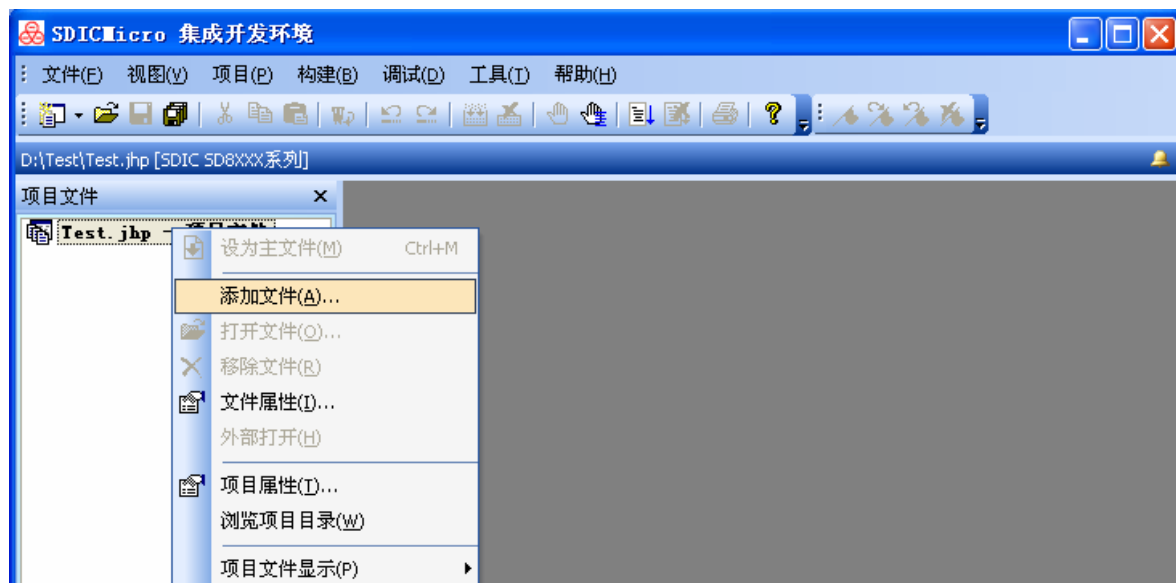 SDICMicro 集成开发环境
文件(F) 视图(V) 项目(P) 构建(B) 调试(D) 工具(T) 帮助(H)
D:\Test\Test.jhp [SDIC SD8XXX系列]
项目文件
Test.jhp - 项目文件
设为主文件(M) Ctrl+M
添加文件(A)...
打开文件(O)...
移除文件(R)
文件属性(I)...
外部打开(H)
项目属性(T)...
浏览项目目录(W)
项目文件显示(P)